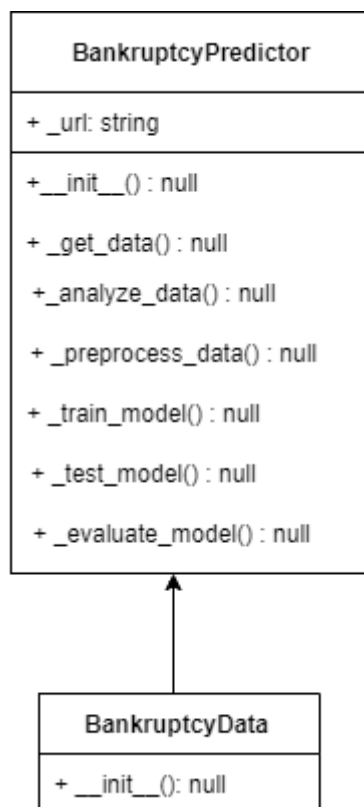 BankruptcyPredictor
+ _url: string
+__init__() : null
+ _get_data() : null
+_analyze_data() : null
+ _preprocess_data() : null
+ _train_model() : null
+ _test_model() : null
+ _evaluate_model() : null
BankruptcyData
+ __init__(): null